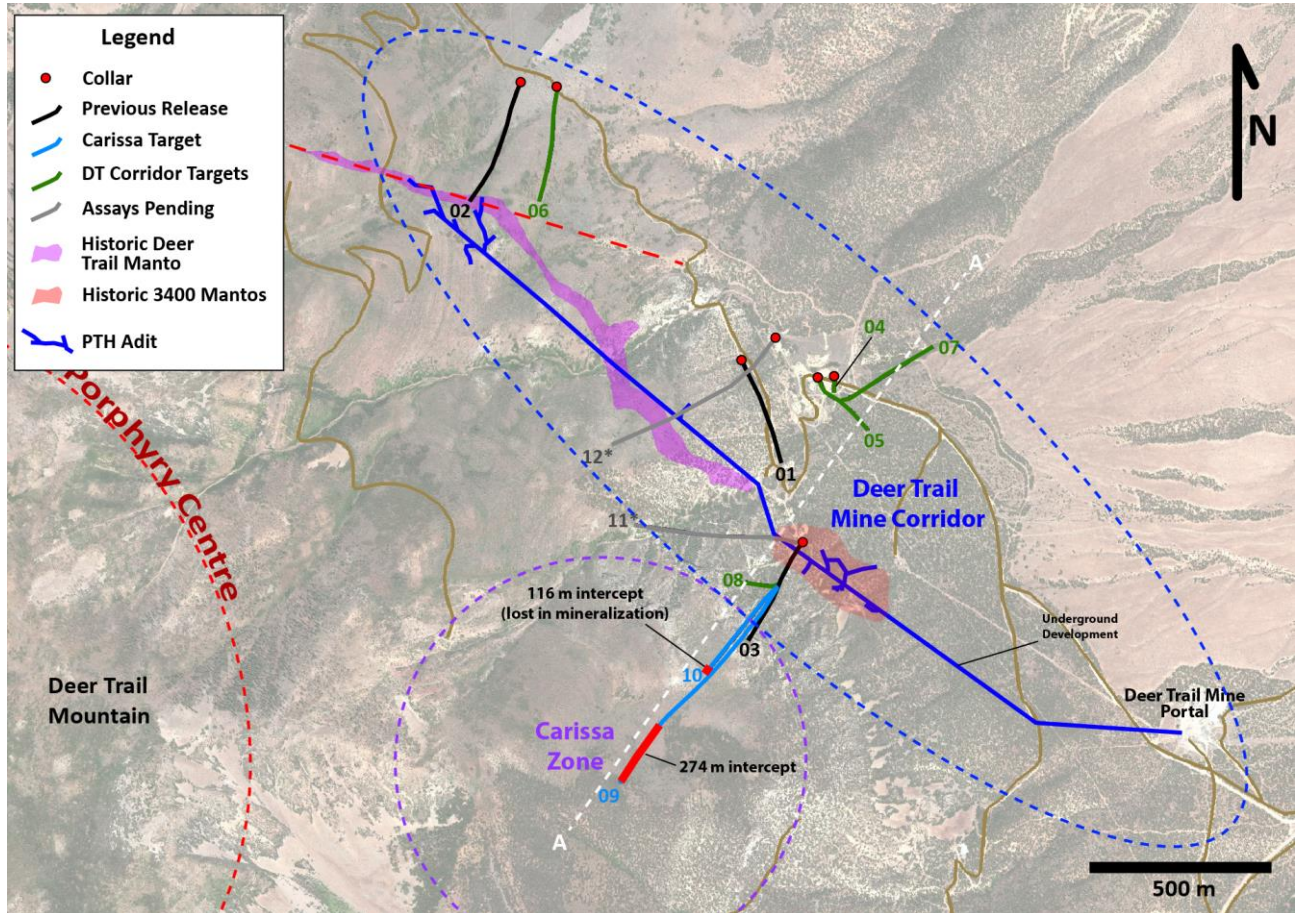 Legend
Collar
Previous Release
Carissa Target
DT Corridor Targets
Assays Pending
Historic Deer
Trail Manto
Historic 3400 Mantos
PTH Adit
N
02
06
A'
04
07
05
12*
01
11*
Deer Trail
Mine Corridor
Porphyry Centre
08
116 m intercept
(lost in mineralization)
03
10
Underground
Development
Deer Trail
Mountain
Deer Trail Mine
Portal
Carissa
Zone
274 m intercept
09
A
500 m